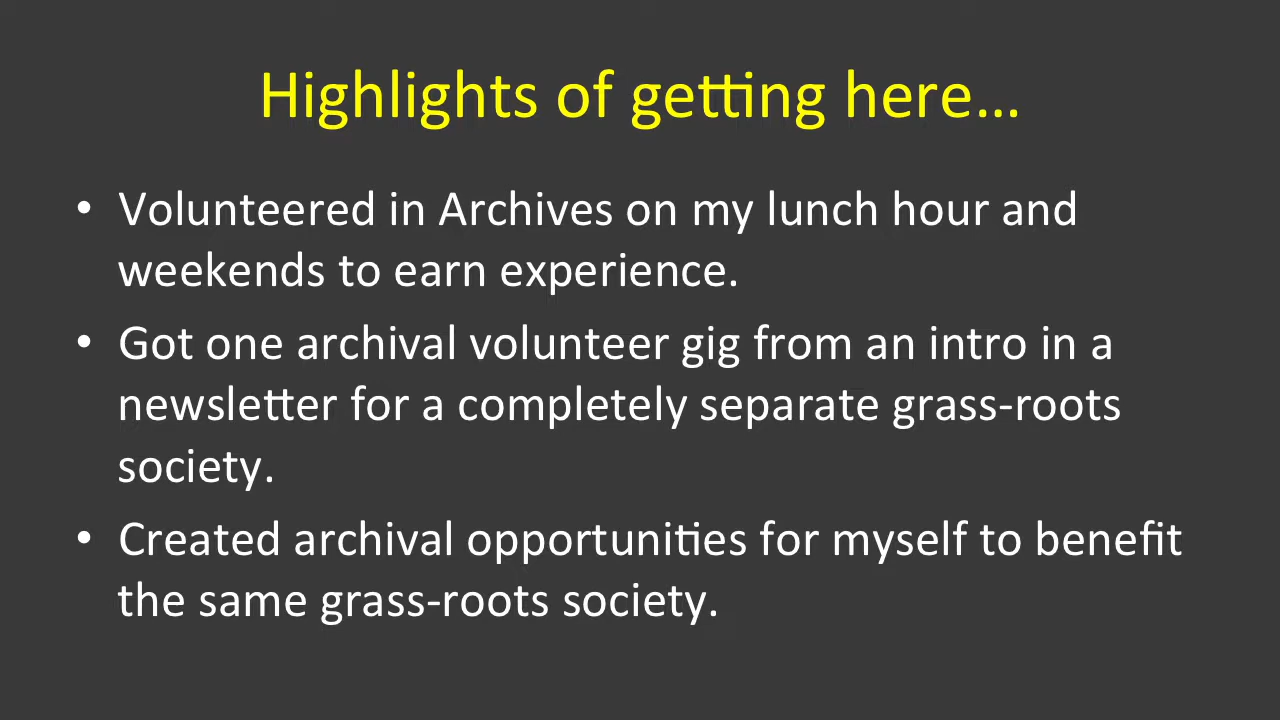 Highlights of getting here…
• Volunteered in Archives on my lunch hour and
weekends to earn experience.
• Got one archival volunteer gig from an intro in a
newsletter for a completely separate grass-roots
society.
• Created archival opportunities for myself to benefit
the same grass-roots society.